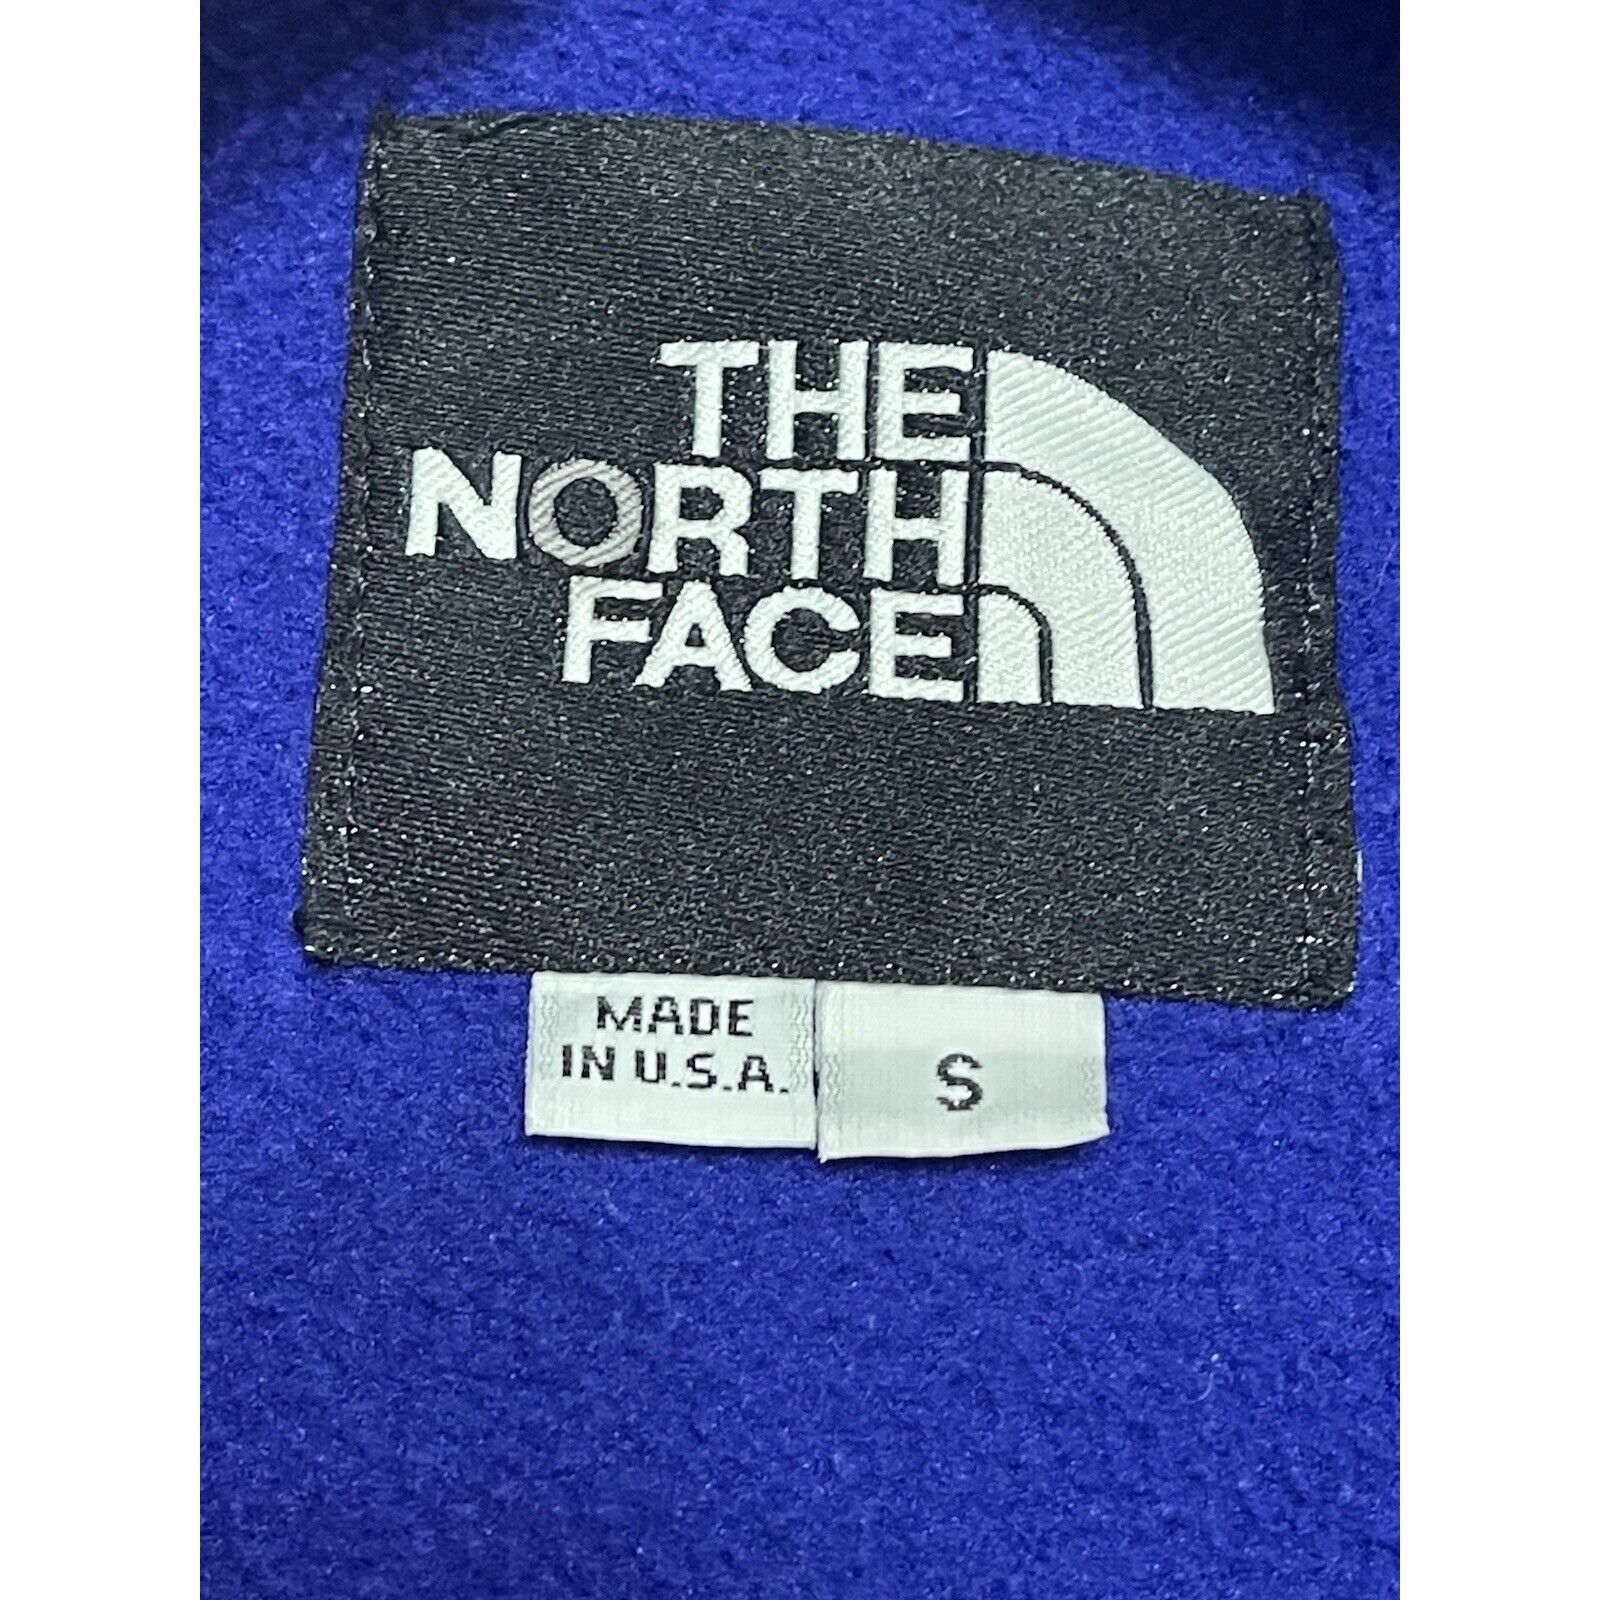 THE
NORTH
FACE
MADE
IN U.S.A.
S